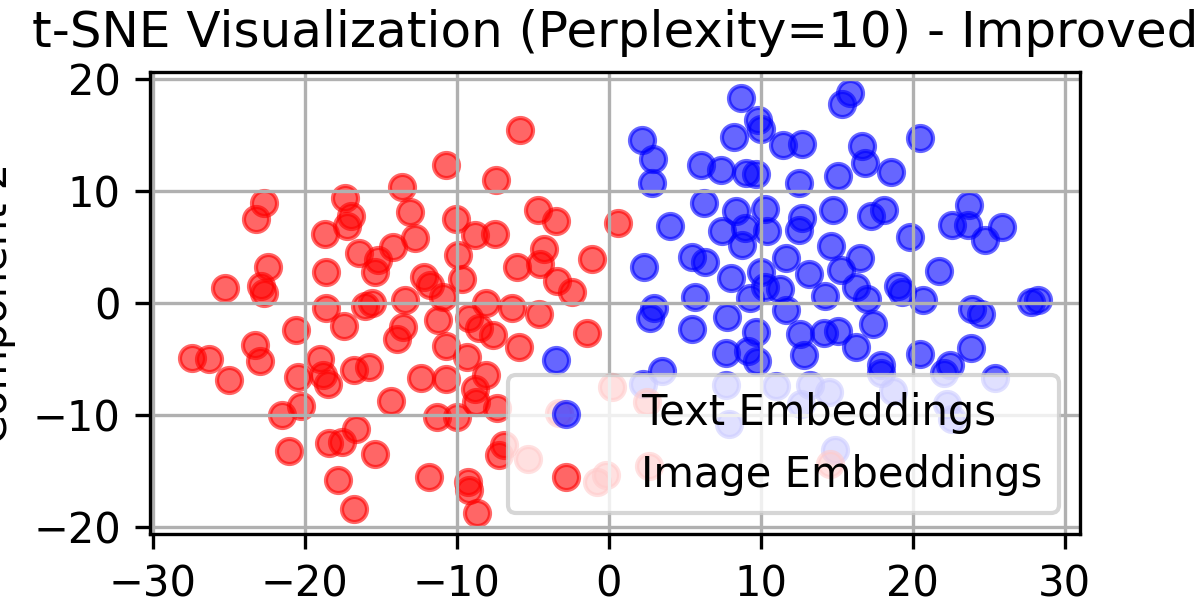 t-SNE Visualization (Perplexity=10) - Improved
20
10
0
−10
−20
Text Embeddings
Image Embeddings
−30 −20 −10 0 10 20 30